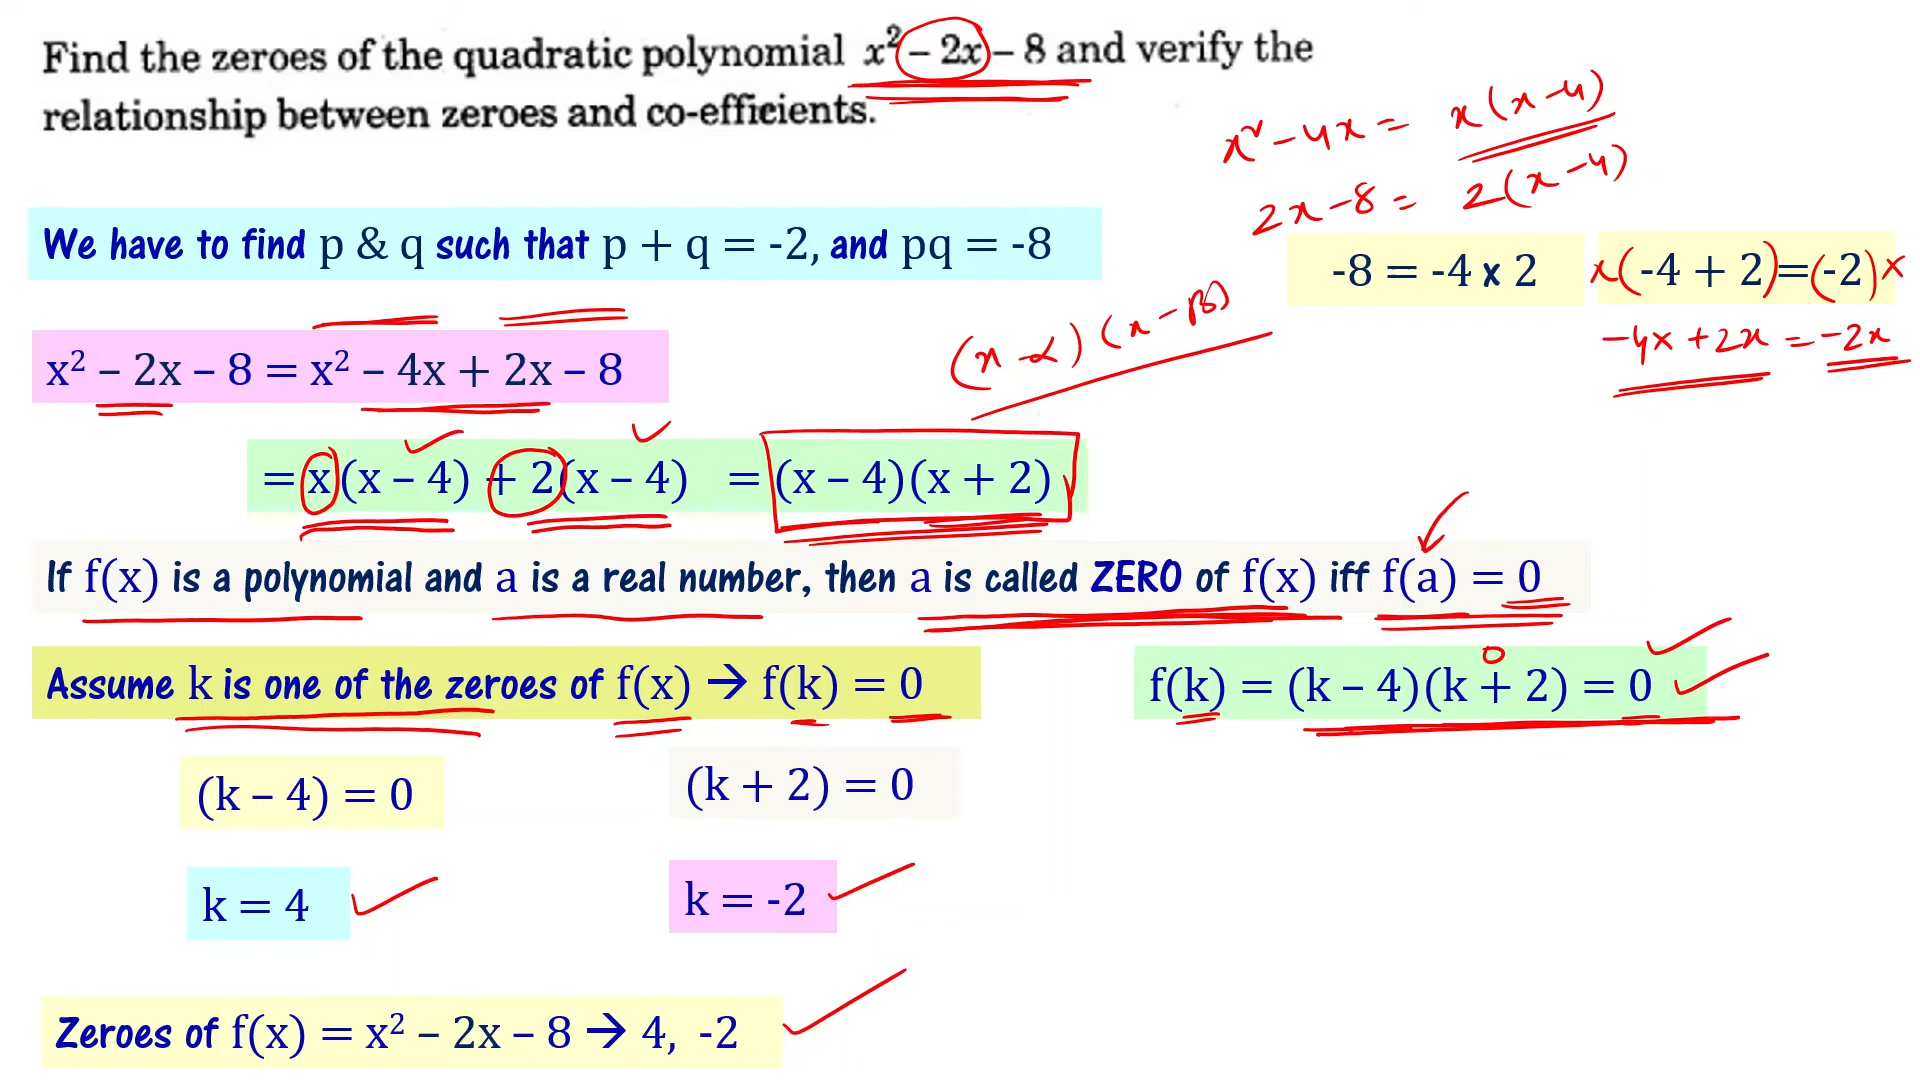 Find the zeroes of the quadratic polynomial x² – 2x – 8 and verify the
relationship between zeroes and co-efficients.
x² – 4x = x(x – 4)
2x – 8 = 2(x – 4)
We have to find p & q such that p + q = -2, and pq = -8
-8 = -4 x 2
x(-4 + 2)=(-2)x
-4x + 2x = -2x
(x – α)(x – β)
x² – 2x – 8 = x² – 4x + 2x – 8
= x(x – 4) + 2(x – 4) = (x – 4)(x + 2)
If f(x) is a polynomial and a is a real number, then a is called ZERO of f(x) iff f(a) = 0
Assume k is one of the zeroes of f(x) → f(k) = 0
0
f(k) = (k – 4)(k + 2) = 0
(k – 4) = 0
(k + 2) = 0
k = 4
k = -2
Zeroes of f(x) = x² – 2x – 8 → 4, -2